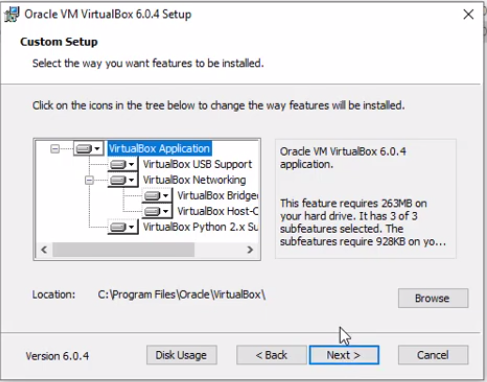 Oracle VM VirtualBox 6.0.4 Setup
Custom Setup
Select the way you want features to be installed.
Click on the icons in the tree below to change the way features will be installed.
VirtualBox Application
VirtualBox USB Support
VirtualBox Networking
VirtualBox Bridge
VirtualBox Host-C
VirtualBox Python 2.x Su
Oracle VM VirtualBox 6.0.4
application.
This feature requires 263MB on
your hard drive. It has 3 of 3
subfeatures selected. The
subfeatures require 928KB on yo...
Location: C:\Program Files\Oracle\VirtualBox\
Browse
Version 6.0.4
Disk Usage
< Back
Next >
Cancel